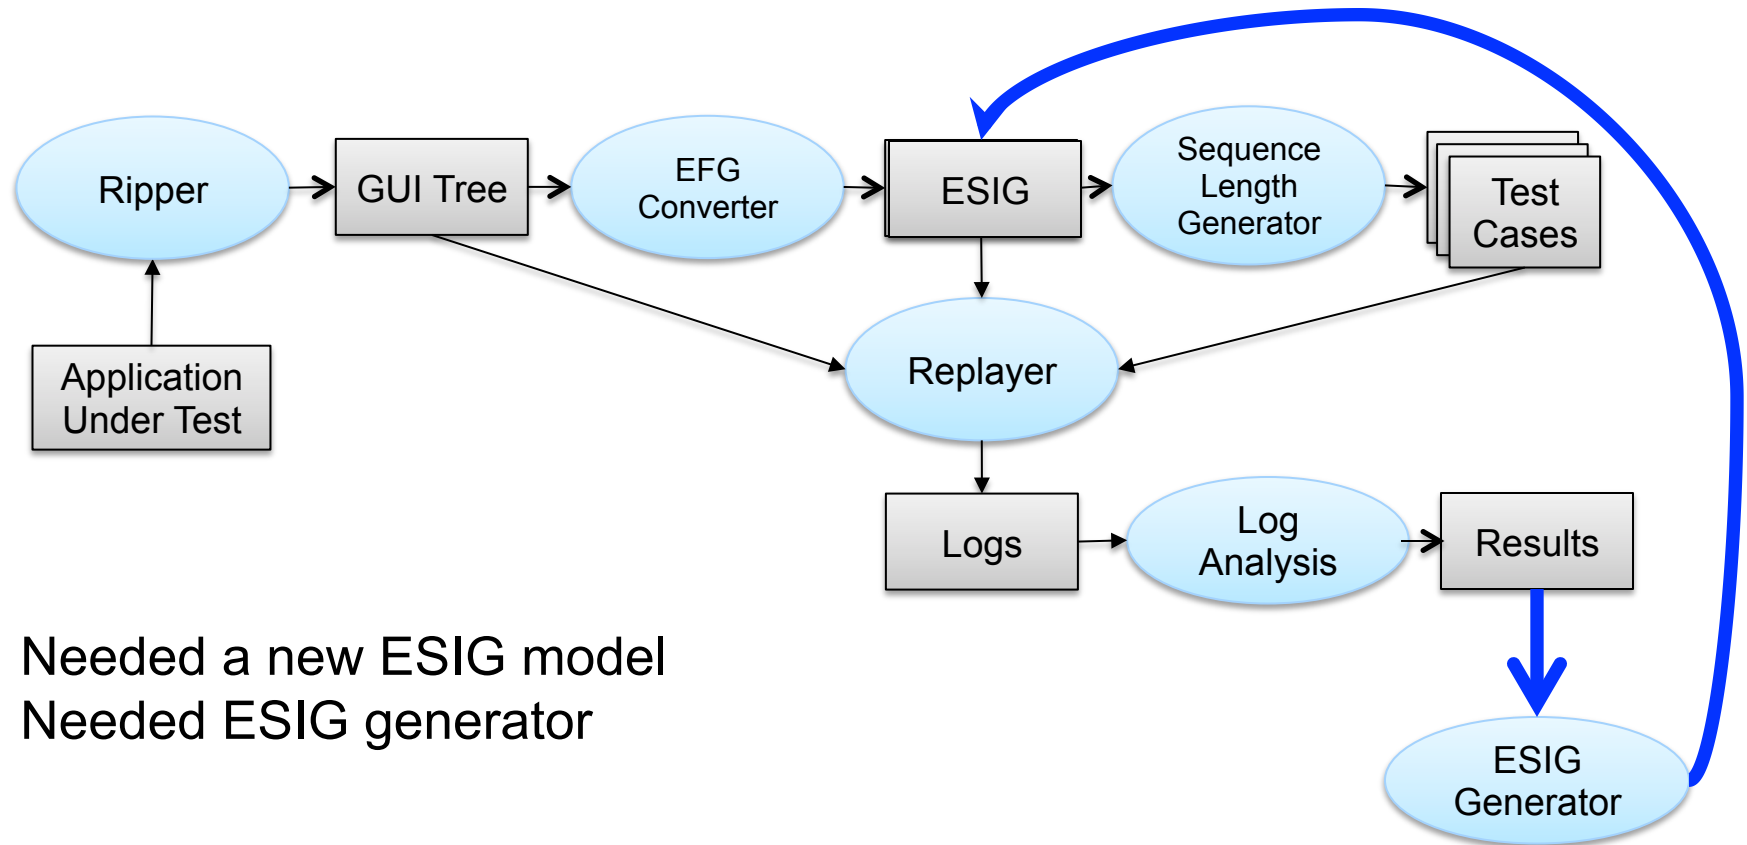 Ripper
GUI Tree
EFG
Converter
ESIG
Sequence
Length
Generator
Test
Cases
Application
Under Test
Replayer
Logs
Log
Analysis
Results
Needed a new ESIG model
Needed ESIG generator
ESIG
Generator